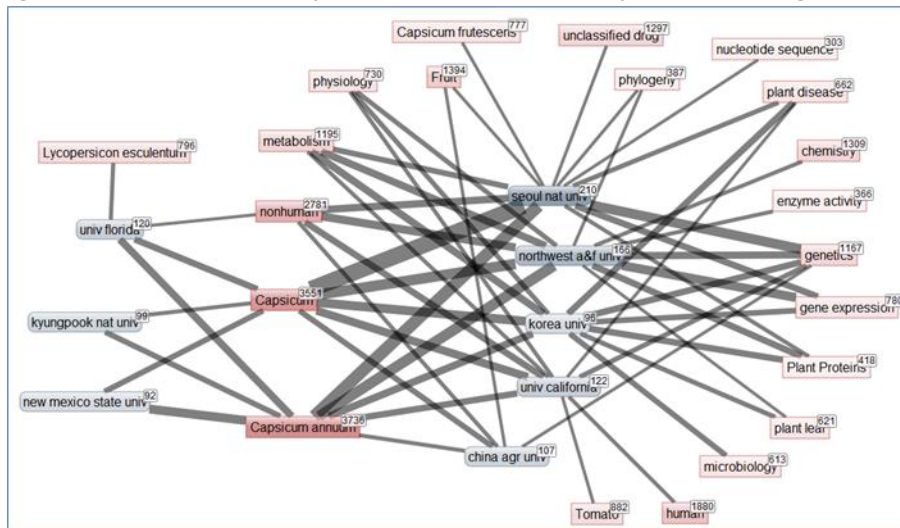 Capsicum frutescens 777
unclassified drug 1297
nucleotide sequence 303
physiology 730
Fruit 1394
phylogeny 387
plant disease 662
metabolism 1195
chemistry 1309
Lycopersicon esculentum 796
seoul nat univ 210
enzyme activity 366
nonhuman 2781
univ florida 120
northwest a&f univ 166
genetics 1167
Capsicum 3551
gene expression 780
kyungpook nat univ 99
korea univ 96
Plant Proteins 418
new mexico state univ 92
univ california 122
Capsicum annuum 3736
plant leaf 621
china agr univ 107
microbiology 613
Tomato 882
human 1880